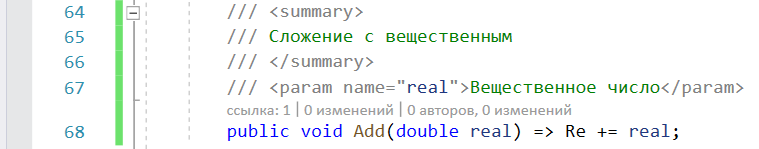 64 /// <summary>
65 /// Сложение с вещественным
66 /// </summary>
67 /// <param name="real">Вещественное число</param>
ссылка: 1 | 0 изменений | 0 авторов, 0 изменений
68 public void Add(double real) => Re += real;